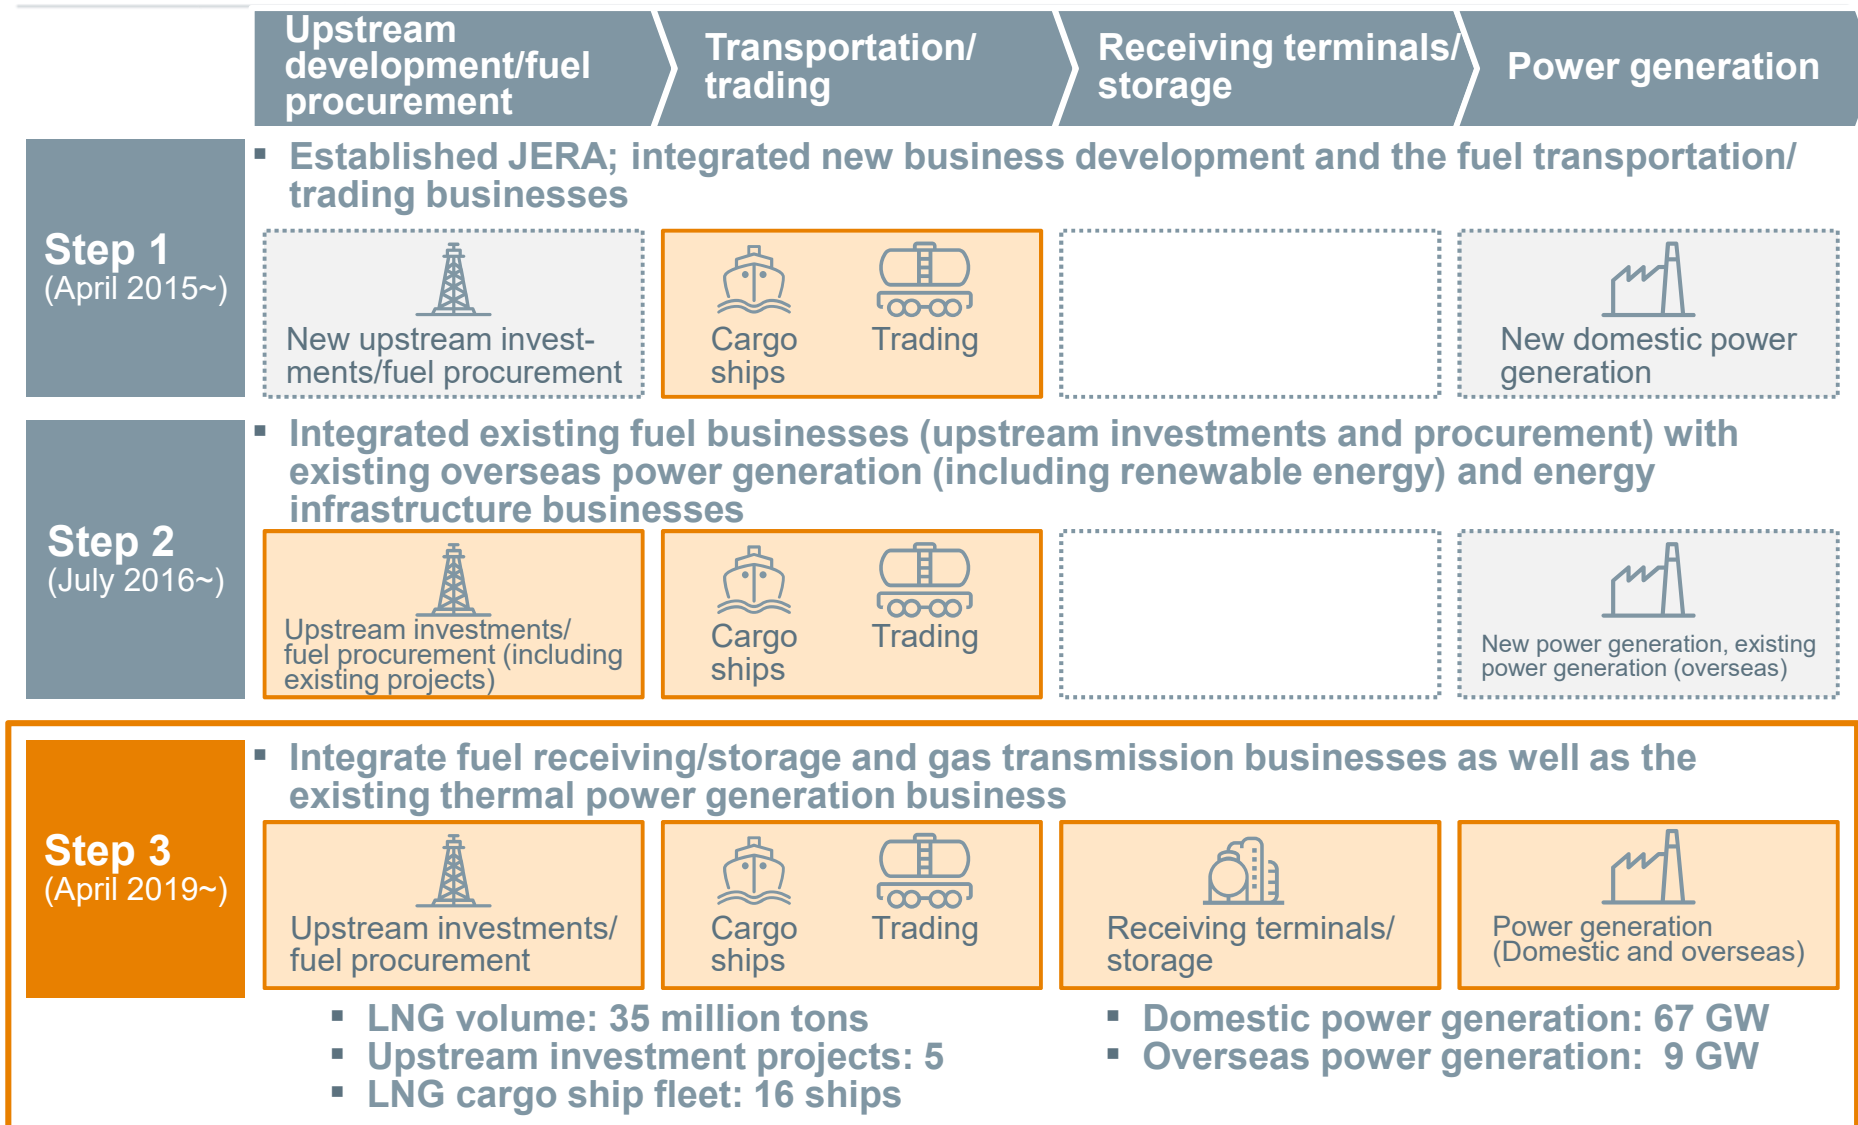 Upstream
development/fuel
procurement
Transportation/
trading
Receiving terminals/
storage
Power generation
Step 1
(April 2015~)
▪ Established JERA; integrated new business development and the fuel transportation/
trading businesses
New upstream invest-
ments/fuel procurement
Cargo
ships
Trading
New domestic power
generation
Step 2
(July 2016~)
▪ Integrated existing fuel businesses (upstream investments and procurement) with
existing overseas power generation (including renewable energy) and energy
infrastructure businesses
Upstream investments/
fuel procurement (including
existing projects)
Cargo
ships
Trading
New power generation, existing
power generation (overseas)
Step 3
(April 2019~)
▪ Integrate fuel receiving/storage and gas transmission businesses as well as the
existing thermal power generation business
Upstream investments/
fuel procurement
Cargo
ships
Trading
Receiving terminals/
storage
Power generation
(Domestic and overseas)
▪ LNG volume: 35 million tons
▪ Upstream investment projects: 5
▪ LNG cargo ship fleet: 16 ships
▪ Domestic power generation: 67 GW
▪ Overseas power generation: 9 GW